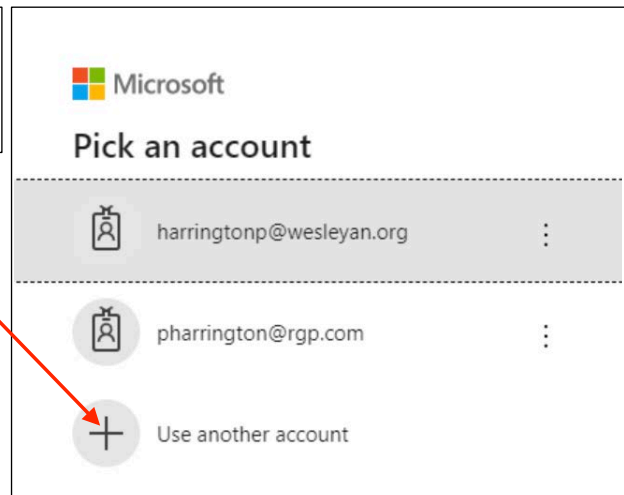 Microsoft
Pick an account
harringtonp@wesleyan.org
pharrington@rgp.com
Use another account